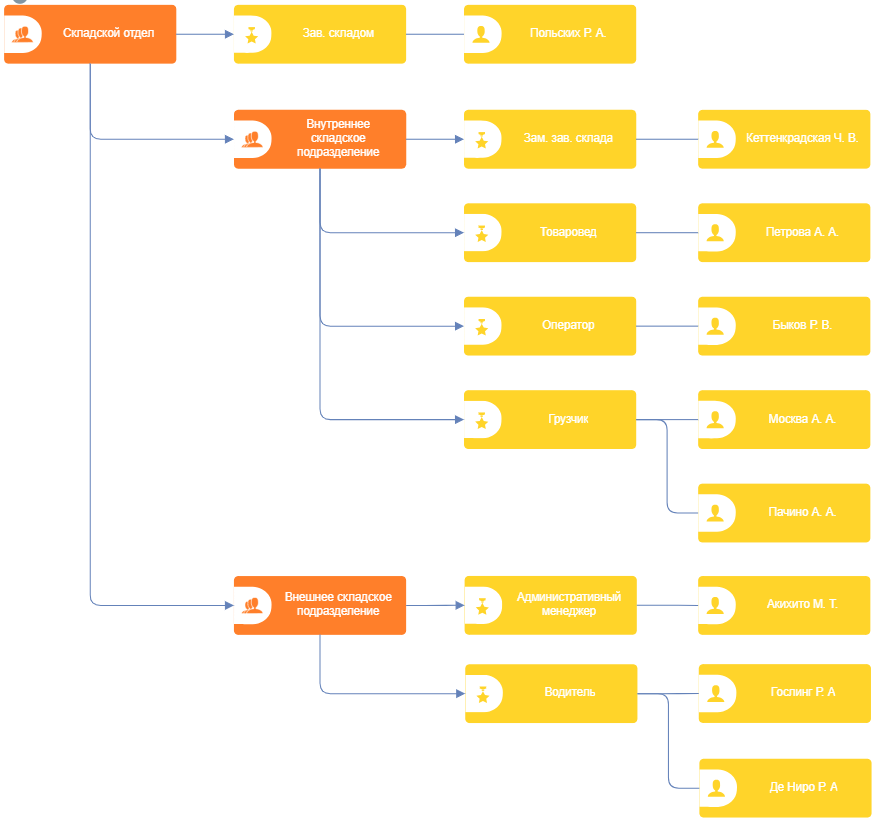 Складской отдел
Зав. складом
Польских Р. А.
Внутреннее
складское
подразделение
Зам. зав. склада
Кеттенкрадская Ч. В.
Товаровед
Петрова А. А.
Оператор
Быков Р. В.
Грузчик
Москва А. А.
Пачино А. А.
Внешнее складское
подразделение
Административный
менеджер
Акихито М. Т.
Водитель
Гослинг Р. А
Де Ниро Р. А